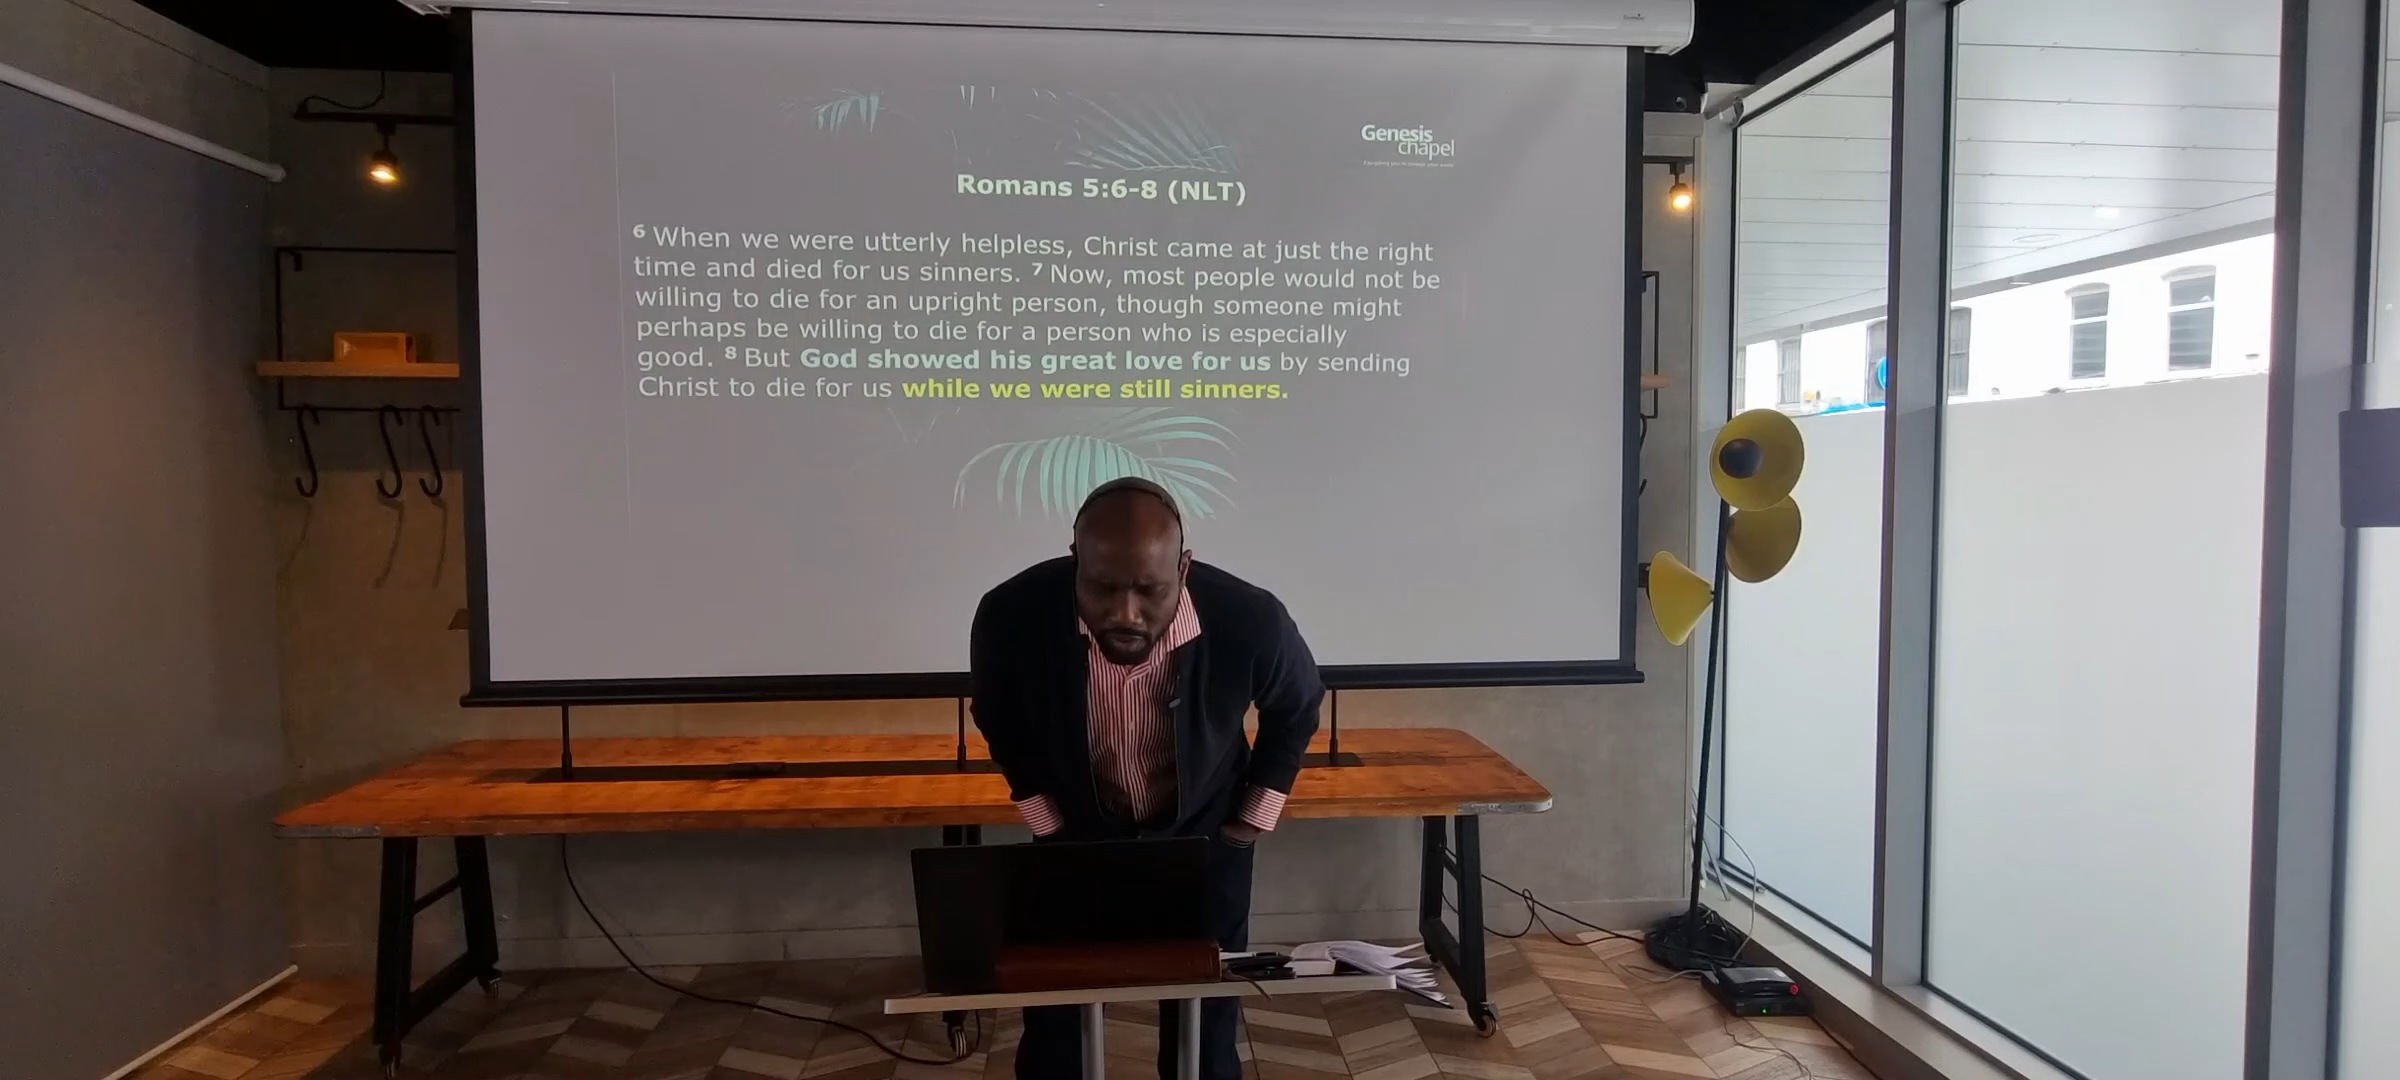 Genesis
chapel
Romans 5:6-8 (NLT)
6 When we were utterly helpless, Christ came at just the right
time and died for us sinners. 7 Now, most people would not be
willing to die for an upright person, though someone might
perhaps be willing to die for a person who is especially
good. 8 But God showed his great love for us by sending
Christ to die for us while we were still sinners.